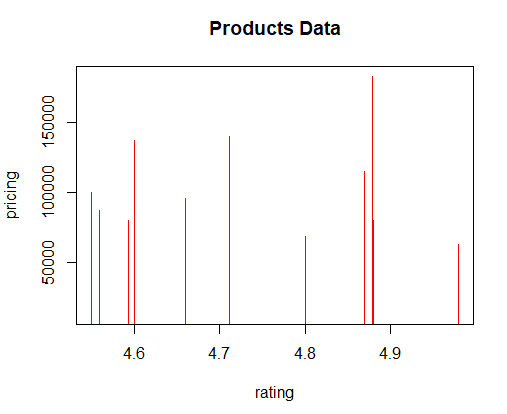 Products Data
pricing
150000
100000
50000
4.6 4.7 4.8 4.9
rating